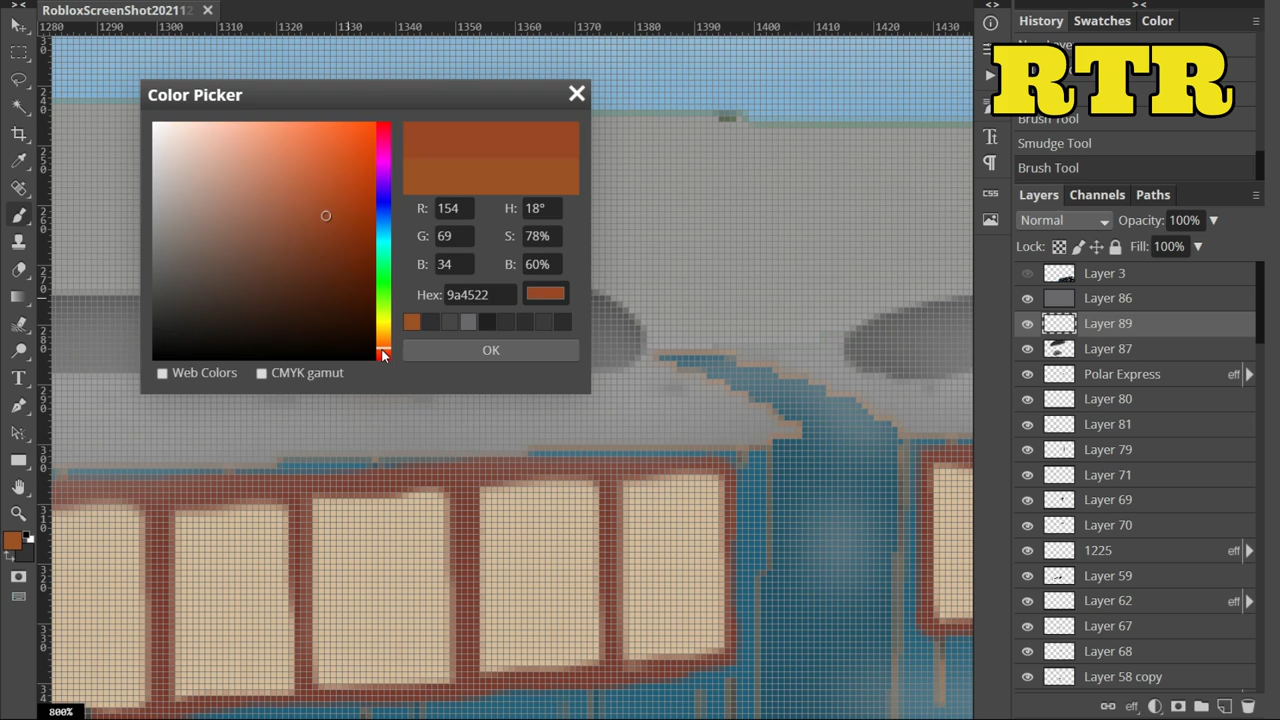 RobloxScreenShot202112
1280 1290 1300 1310 1320 1330 1340 1350 1360 1370 1380 1390 1400 1410 1420 1430
History Swatches Color
RTR
Brush Tool
Smudge Tool
Brush Tool
Layers Channels Paths
Normal Opacity: 100%
Lock: Fill: 100%
Layer 3
Layer 86
Layer 89
Layer 87
Polar Express eff
Layer 80
Layer 81
Layer 79
Layer 71
Layer 69
Layer 70
1225 eff
Layer 59
Layer 62 eff
Layer 67
Layer 68
Layer 58 copy
eff
CSS
Color Picker
R: 154 H: 18°
G: 69 S: 78%
B: 34 B: 60%
Hex: 9a4522
OK
Web Colors CMYK gamut
800%